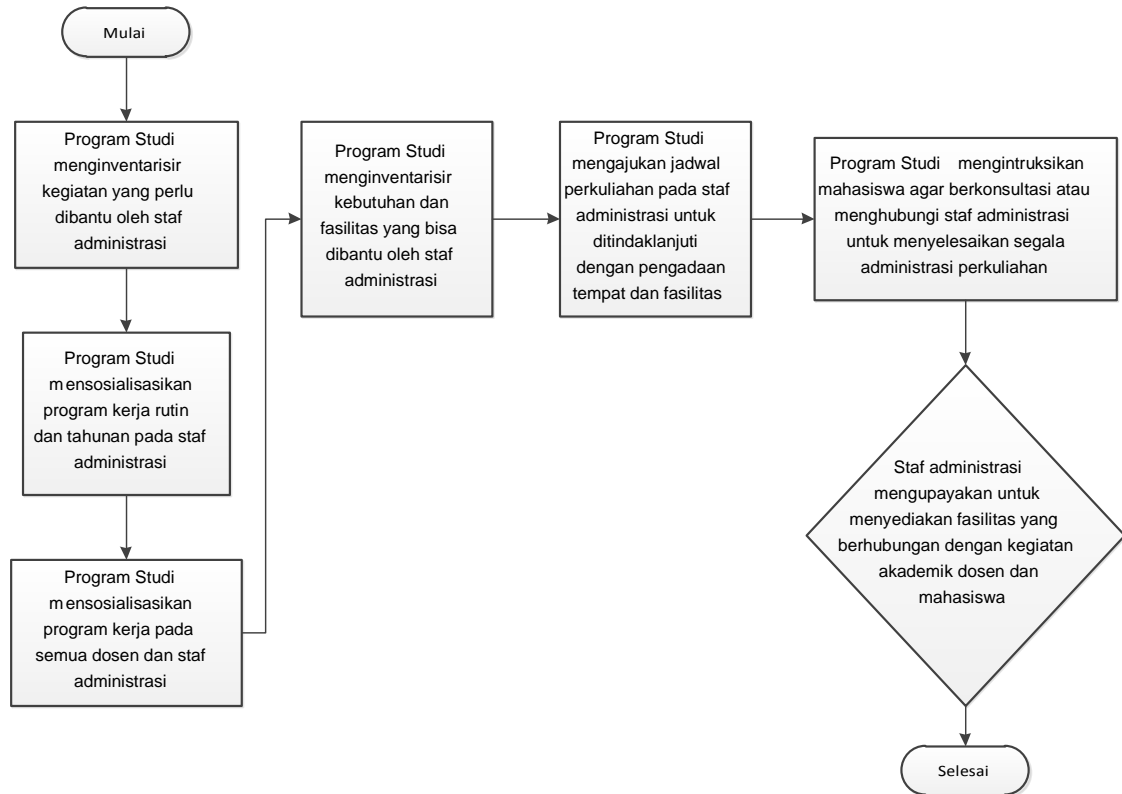 Mulai
Program Studi
menginventarisir
kegiatan yang perlu
dibantu oleh staf
administrasi
Program Studi
mensosialisasikan
program kerja rutin
dan tahunan pada staf
administrasi
Program Studi
mensosialisasikan
program kerja pada
semua dosen dan staf
administrasi
Program Studi
menginventarisir
kebutuhan dan
fasilitas yang bisa
dibantu oleh staf
administrasi
Program Studi
mengajukan jadwal
perkuliahan pada staf
administrasi untuk
ditindaklanjuti
dengan pengadaan
tempat dan fasilitas
Program Studi mengintruksikan
mahasiswa agar berkonsultasi atau
menghubungi staf administrasi
untuk menyelesaikan segala
administrasi perkuliahan
Staf administrasi
mengupayakan untuk
menyediakan fasilitas yang
berhubungan dengan kegiatan
akademik dosen dan
mahasiswa
Selesai